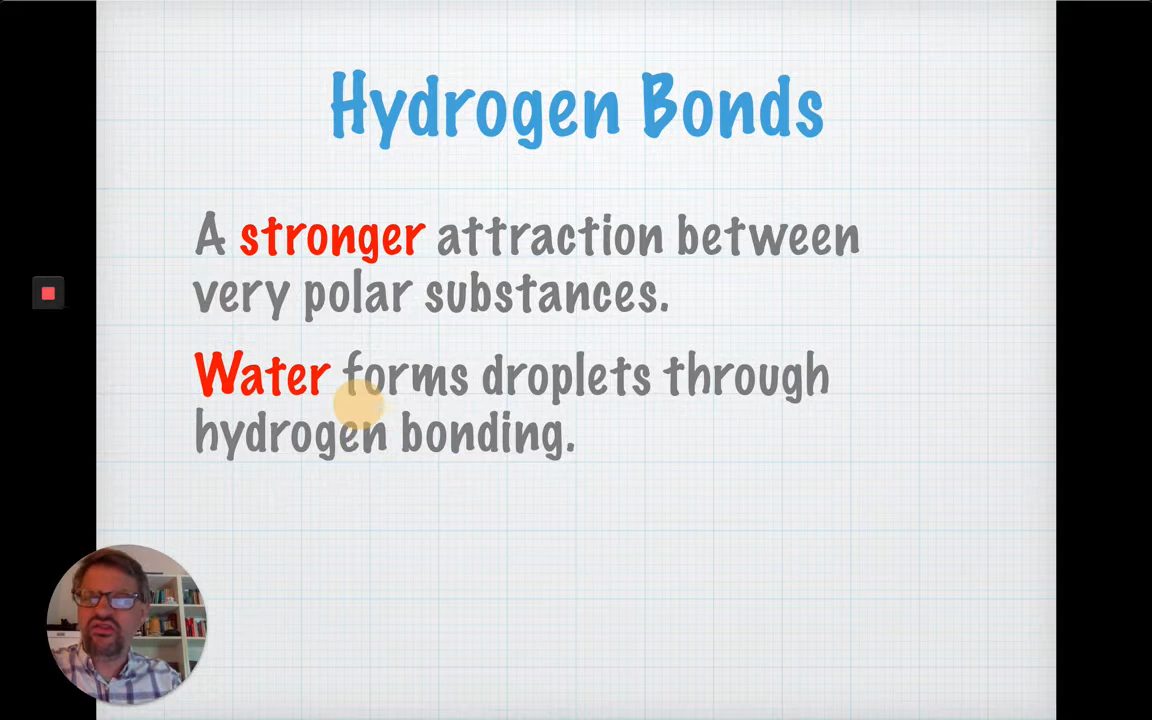 Hydrogen Bonds
A stronger attraction between
very polar substances.
Water forms droplets through
hydrogen bonding.